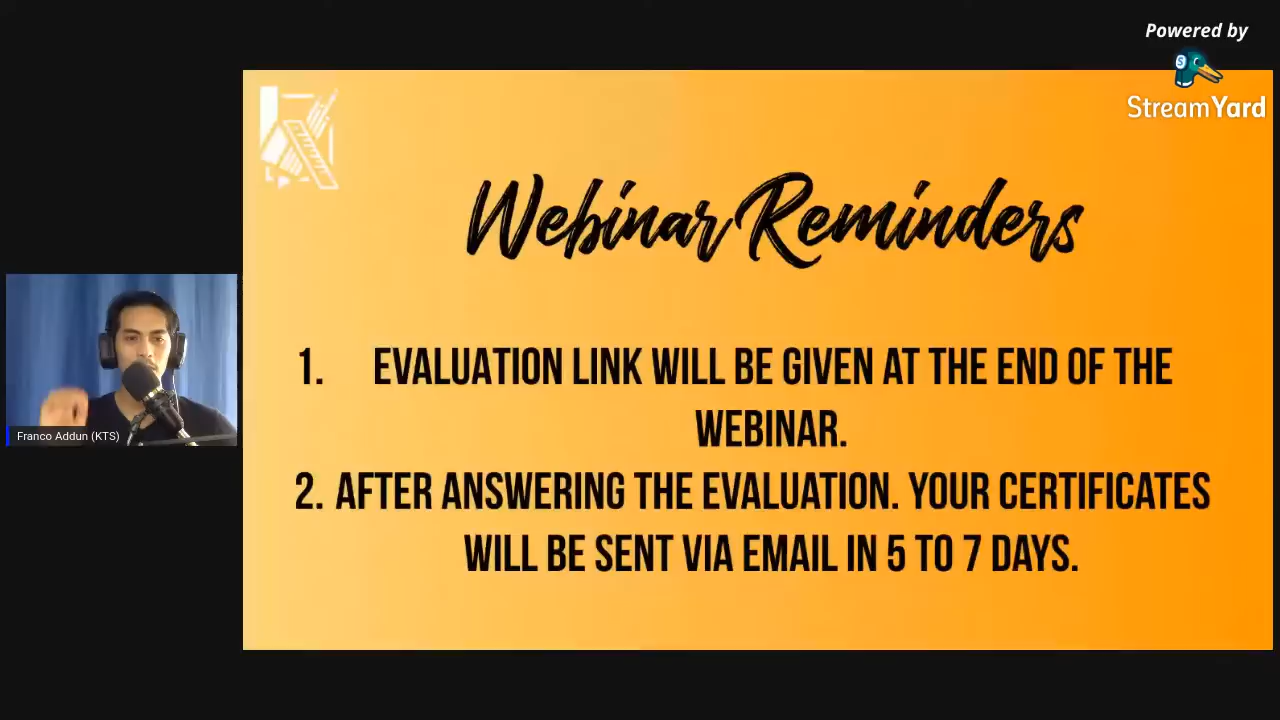 Powered by
StreamYard
Webinar Reminders
1. EVALUATION LINK WILL BE GIVEN AT THE END OF THE
WEBINAR.
2. AFTER ANSWERING THE EVALUATION. YOUR CERTIFICATES
WILL BE SENT VIA EMAIL IN 5 TO 7 DAYS.
Franco Addun (KTS)